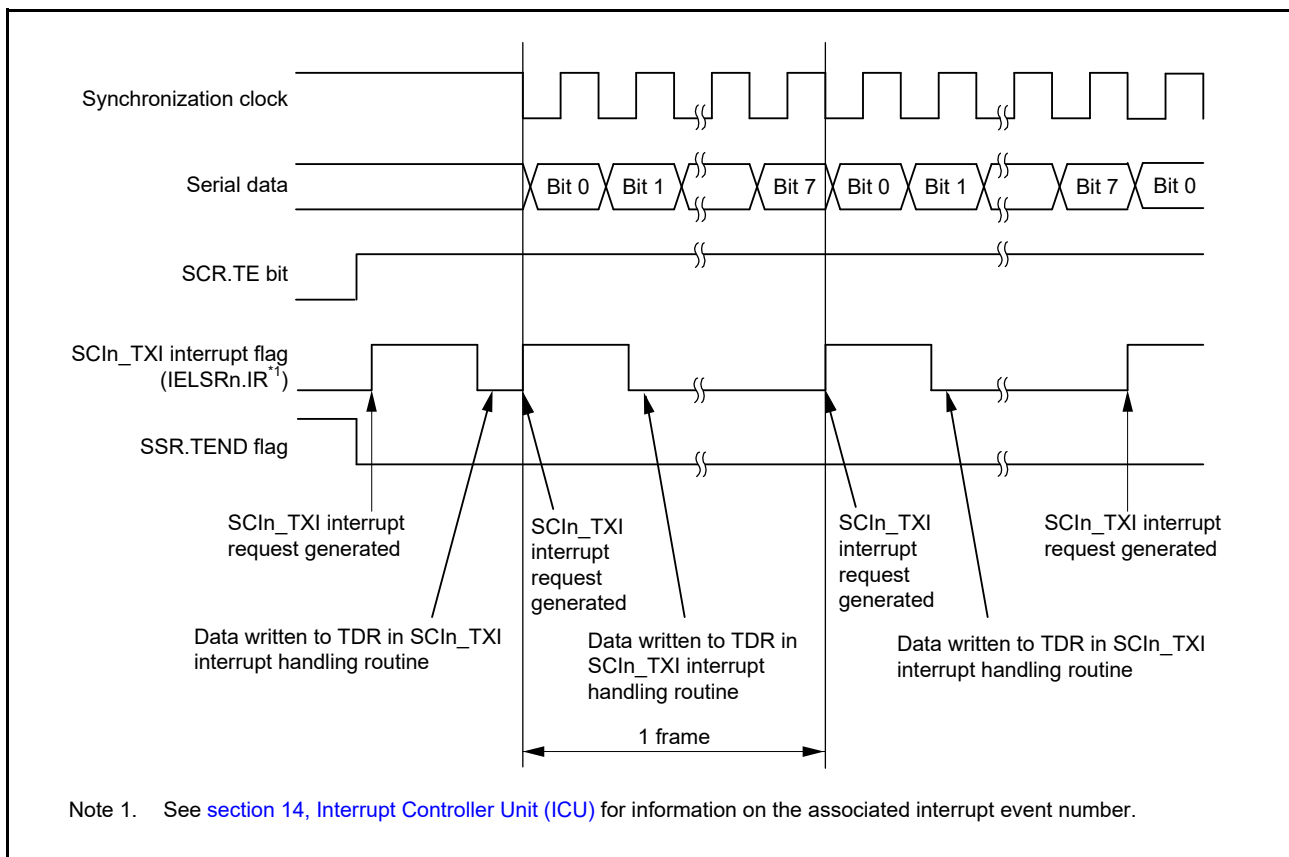 Synchronization clock
Serial data
Bit 0 Bit 1 Bit 7 Bit 0 Bit 1 Bit 7 Bit 0
SCR.TE bit
SCIn_TXI interrupt flag
(IELSRn.IR*1)
SSR.TEND flag
SCIn_TXI interrupt
request generated
SCIn_TXI
interrupt
request
generated
SCIn_TXI
interrupt
request
generated
SCIn_TXI interrupt
request generated
Data written to TDR in SCIn_TXI
interrupt handling routine
Data written to TDR in
SCIn_TXI interrupt
handling routine
Data written to TDR in SCIn_TXI
interrupt handling routine
1 frame
Note 1. See section 14, Interrupt Controller Unit (ICU) for information on the associated interrupt event number.